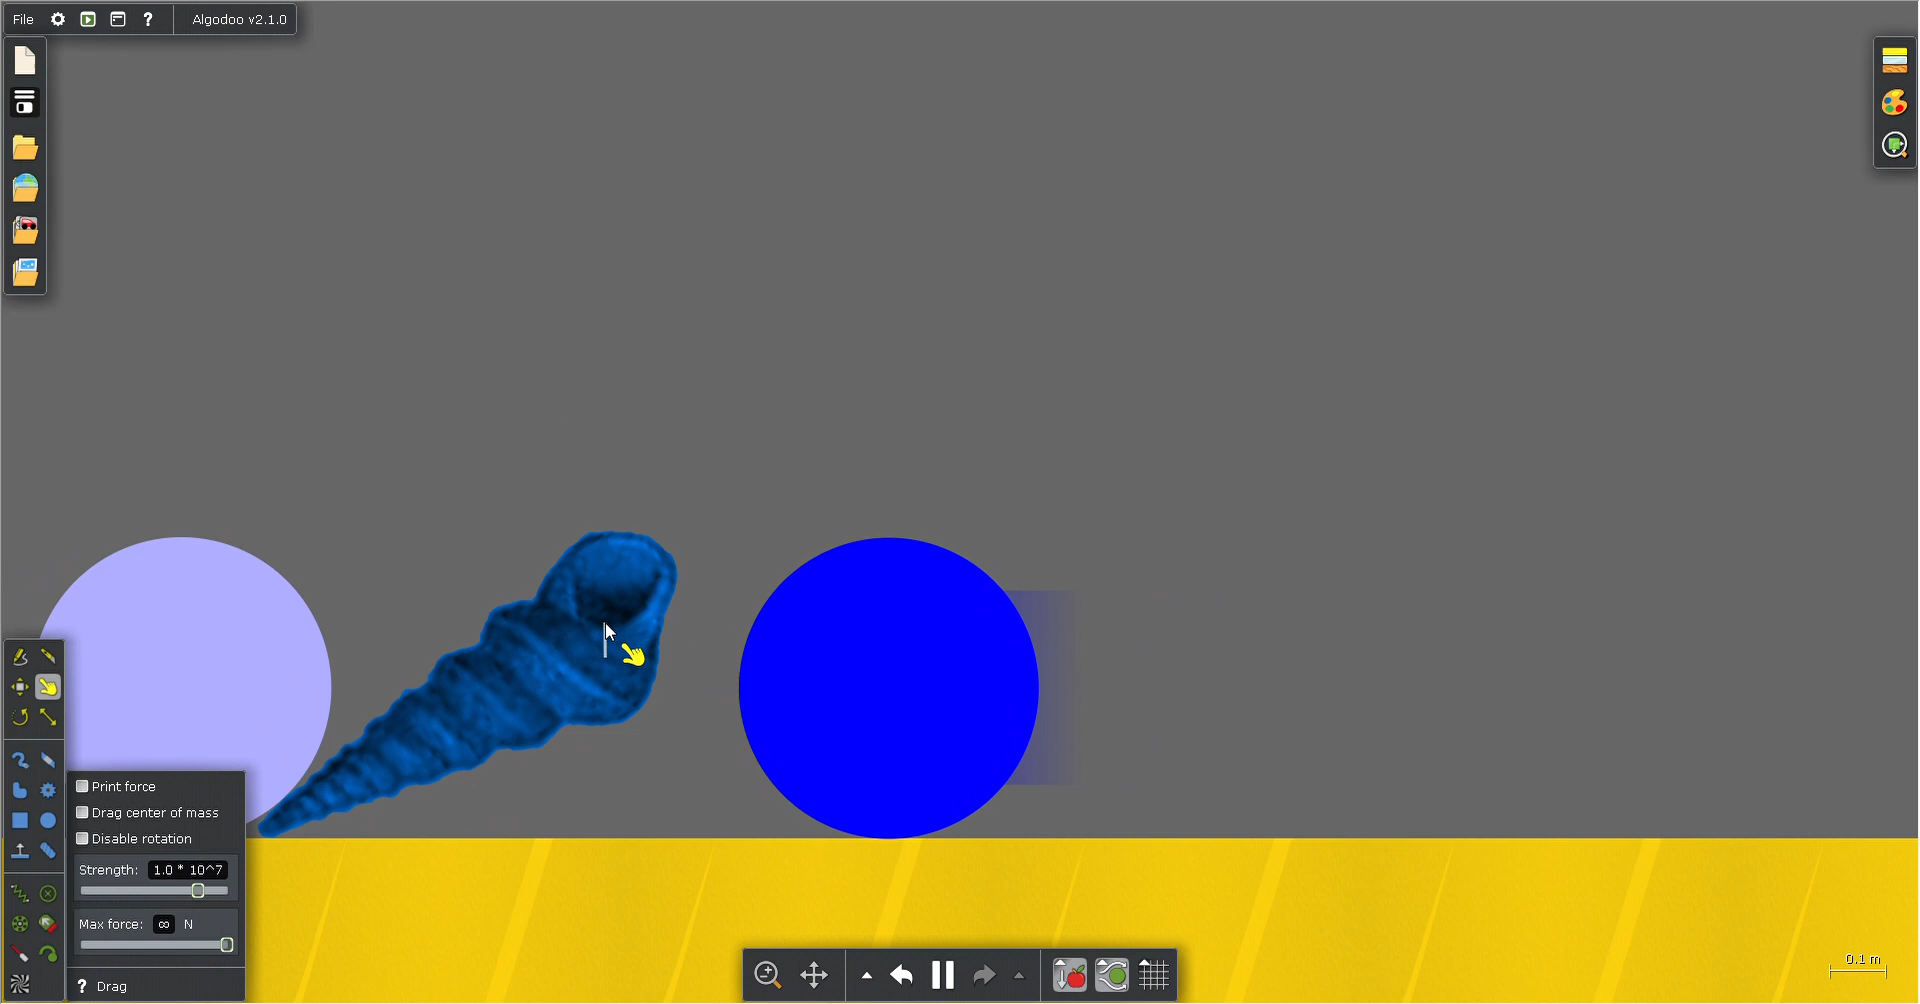 File ? Algodoo v2.1.0
Print force
Drag center of mass
Disable rotation
Strength: 1.0 * 10^7
Max force: ∞ N
? Drag
0.1 m